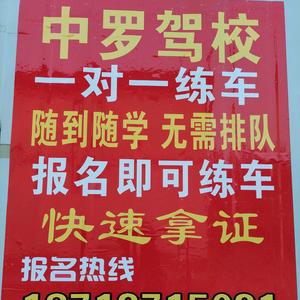 中罗驾校
一对一练车
随到随学 无需排队
报名即可练车
快速拿证
报名热线